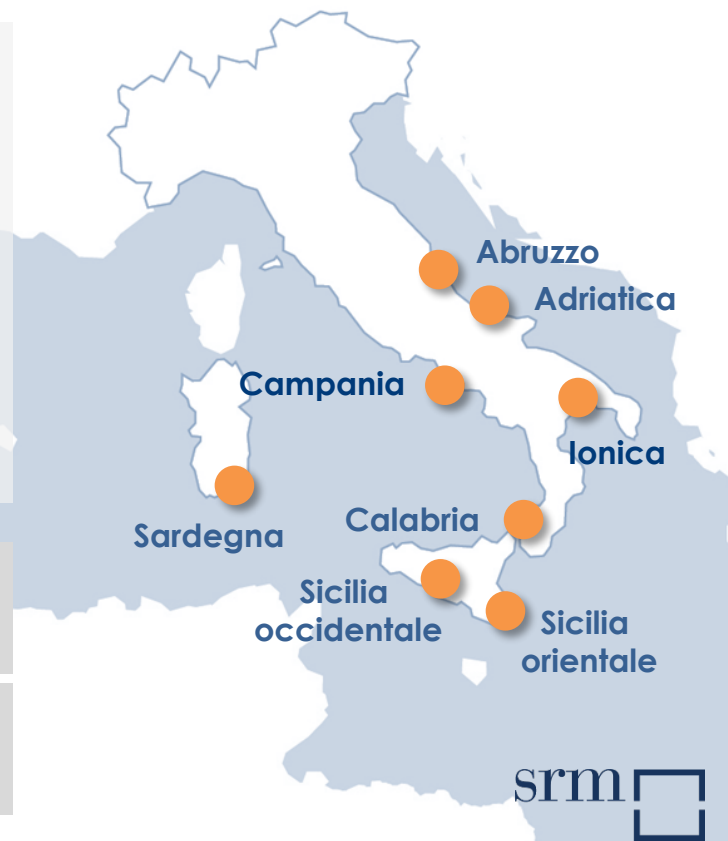 Abruzzo
Adriatica
Campania
Ionica
Calabria
Sardegna
Sicilia
occidentale
Sicilia
orientale
srm